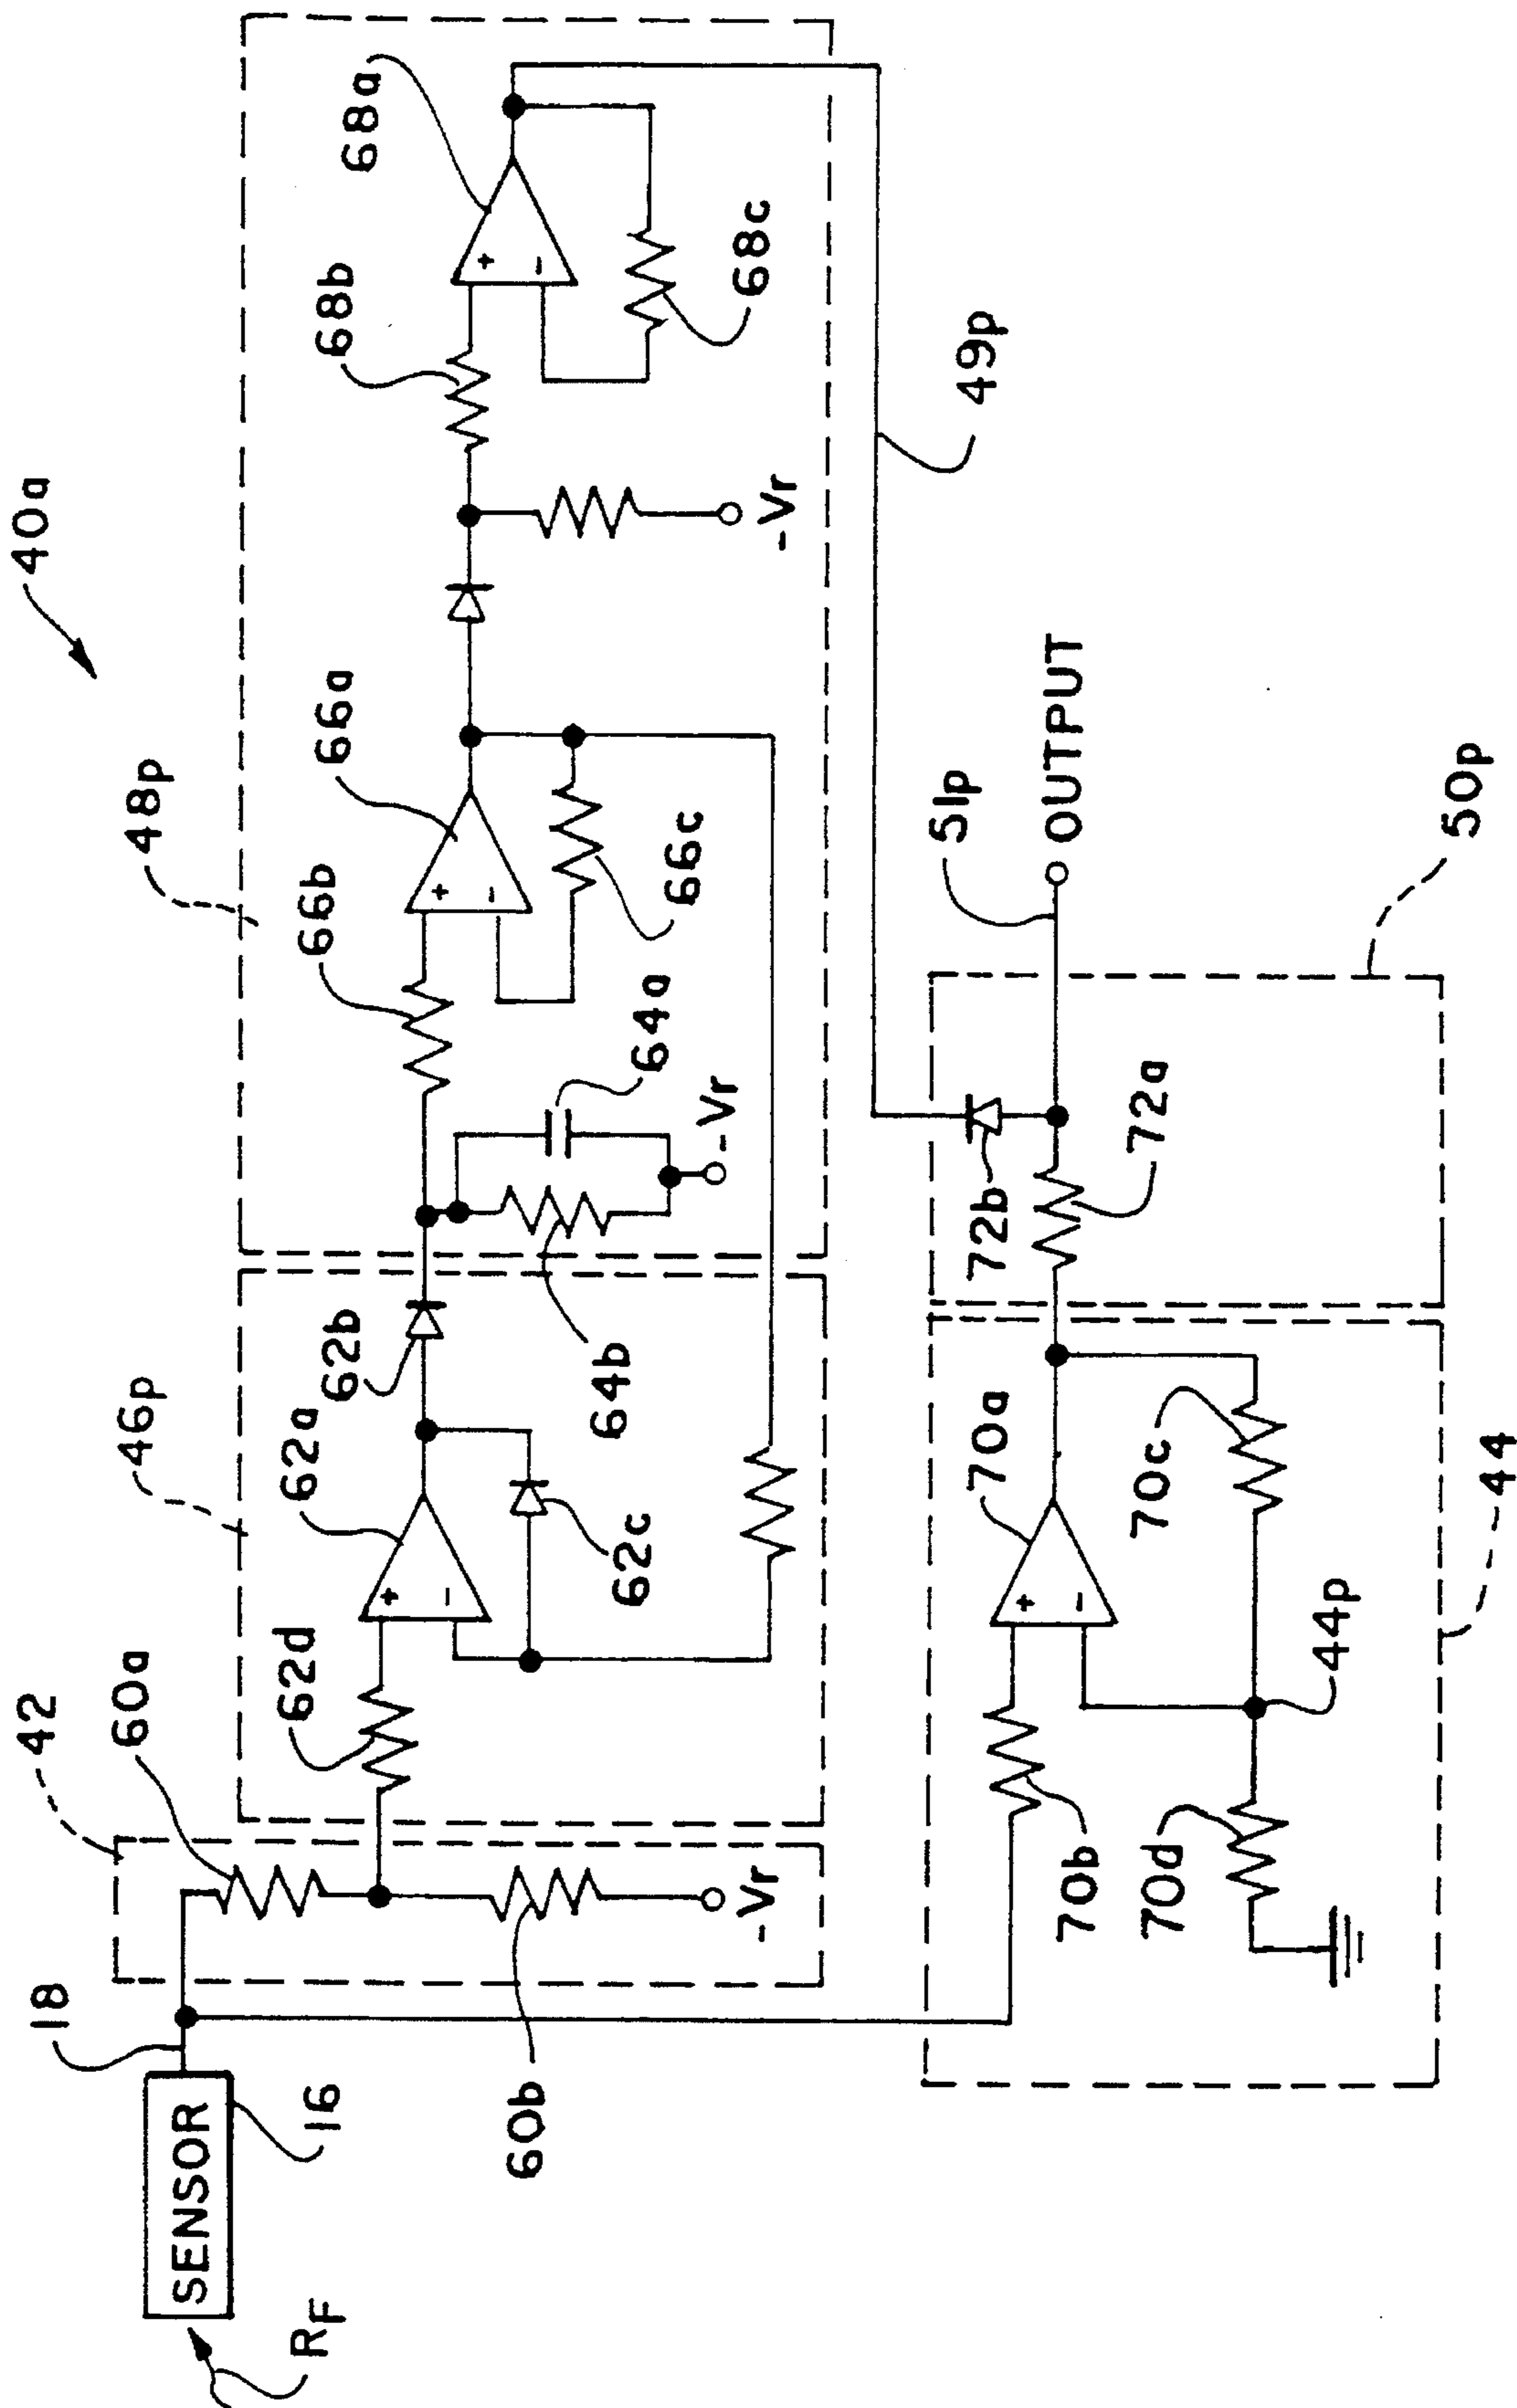 40a
48p
68a
68b
66a
66b
46p
62b
62a
62d
42
60a
18
SENSOR
16
RF
60b
-Vr
62c
64b
-Vr
64a
66c
-Vr
68c
49p
51p
OUTPUT
50p
72b
72a
70a
70c
44
44p
70b
70d
+
-
+
-
+
-
+
-